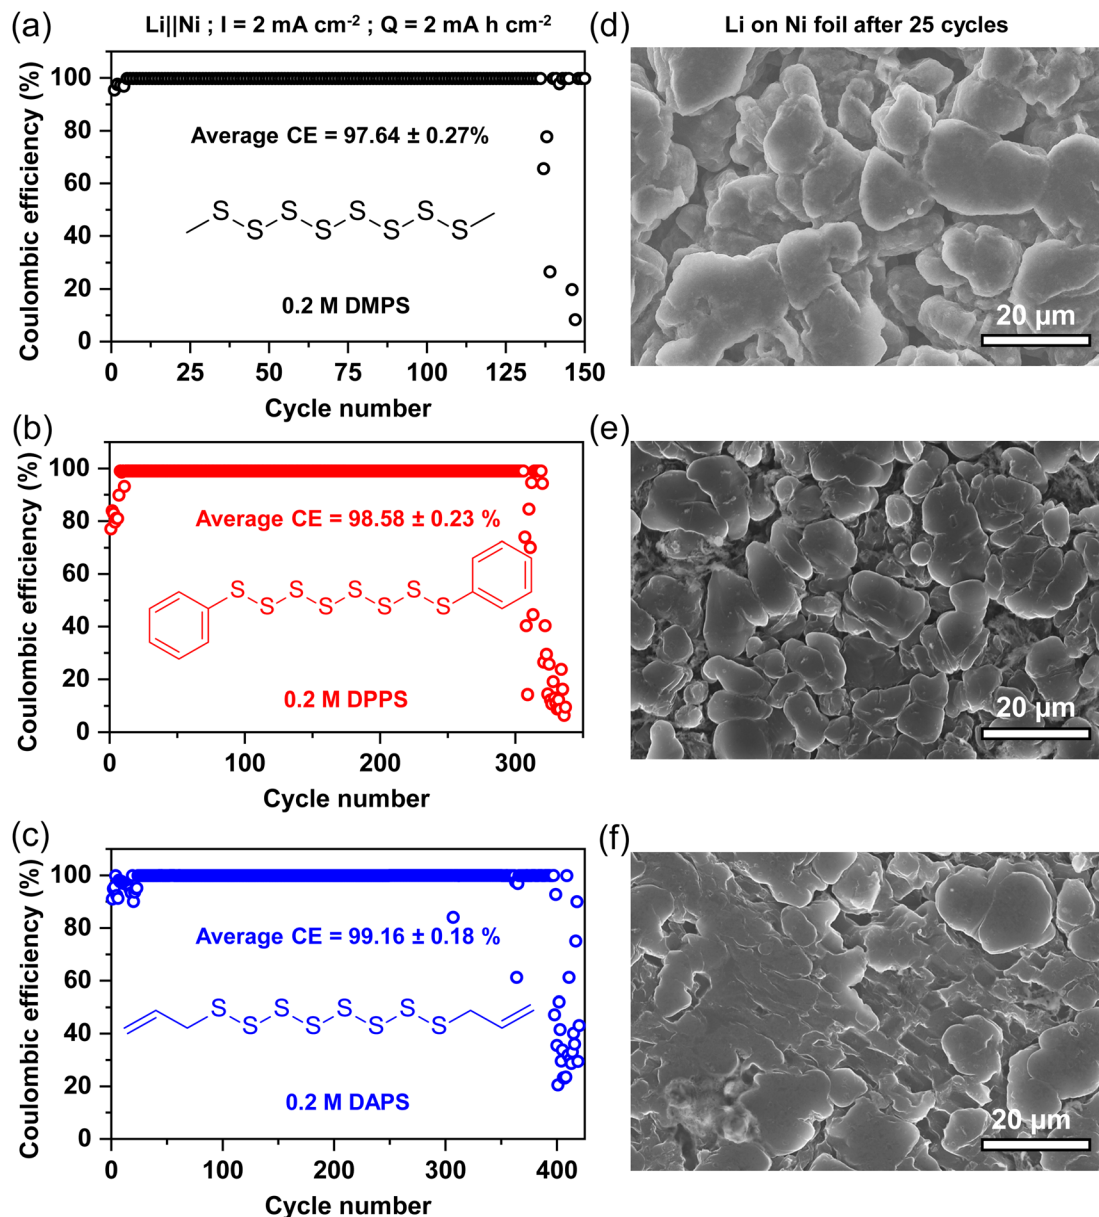 (a)
Li||Ni ; I = 2 mA cm-2 ; Q = 2 mA h cm-2
Coulombic efficiency (%)
100
80
60
40
20
0
Average CE = 97.64 ± 0.27%
S S S S
S S S S
0.2 M DMPS
0 25 50 75 100 125 150
Cycle number
(d)
Li on Ni foil after 25 cycles
20 μm
(b)
Coulombic efficiency (%)
100
80
60
40
20
0
Average CE = 98.58 ± 0.23 %
S S S S
S S S S
0.2 M DPPS
0 100 200 300
Cycle number
(e)
20 μm
(c)
Coulombic efficiency (%)
100
80
60
40
20
0
Average CE = 99.16 ± 0.18 %
S S S S
S S S S
0.2 M DAPS
0 100 200 300 400
Cycle number
(f)
20 μm